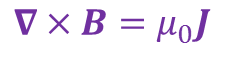 ∇ × B = μ₀J